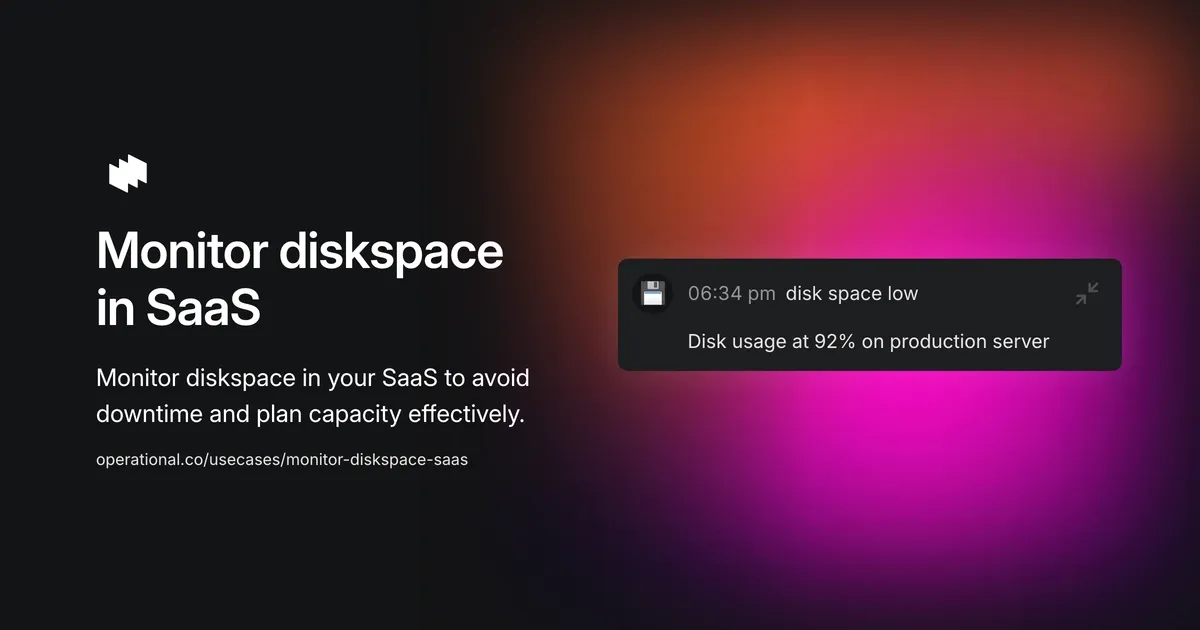 Monitor diskspace
in SaaS
Monitor diskspace in your SaaS to avoid
downtime and plan capacity effectively.
operational.co/usecases/monitor-diskspace-saas
06:34 pm disk space low
Disk usage at 92% on production server